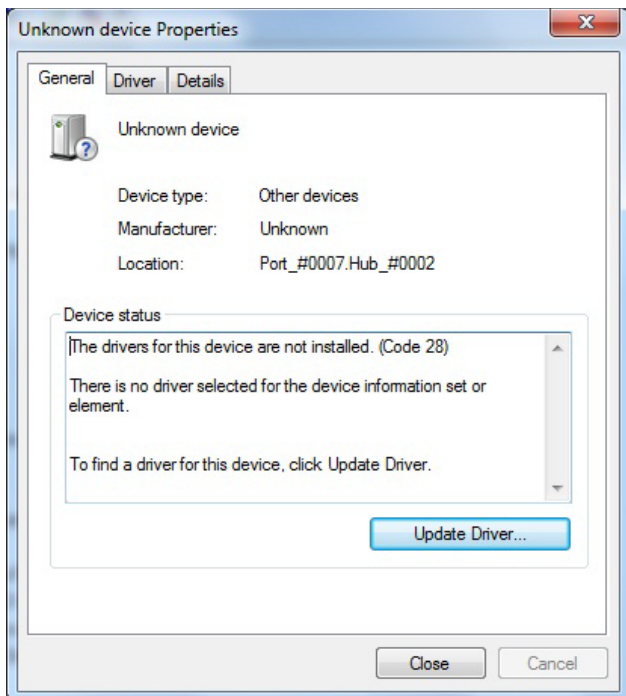 Unknown device Properties
General Driver Details
Unknown device
Device type: Other devices
Manufacturer: Unknown
Location: Port_#0007.Hub_#0002
Device status
The drivers for this device are not installed. (Code 28)
There is no driver selected for the device information set or
element.
To find a driver for this device, click Update Driver.
Update Driver...
Close Cancel